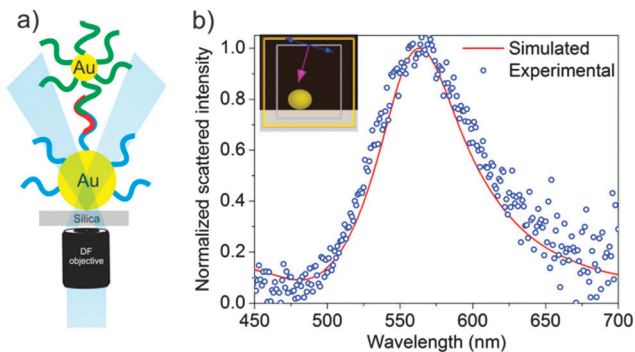 a)
Au
Au
Silica
DF
objective
b)
Normalized scattered intensity
1.0
0.8
0.6
0.4
0.2
0.0
Simulated
Experimental
450 500 550 600 650 700
Wavelength (nm)